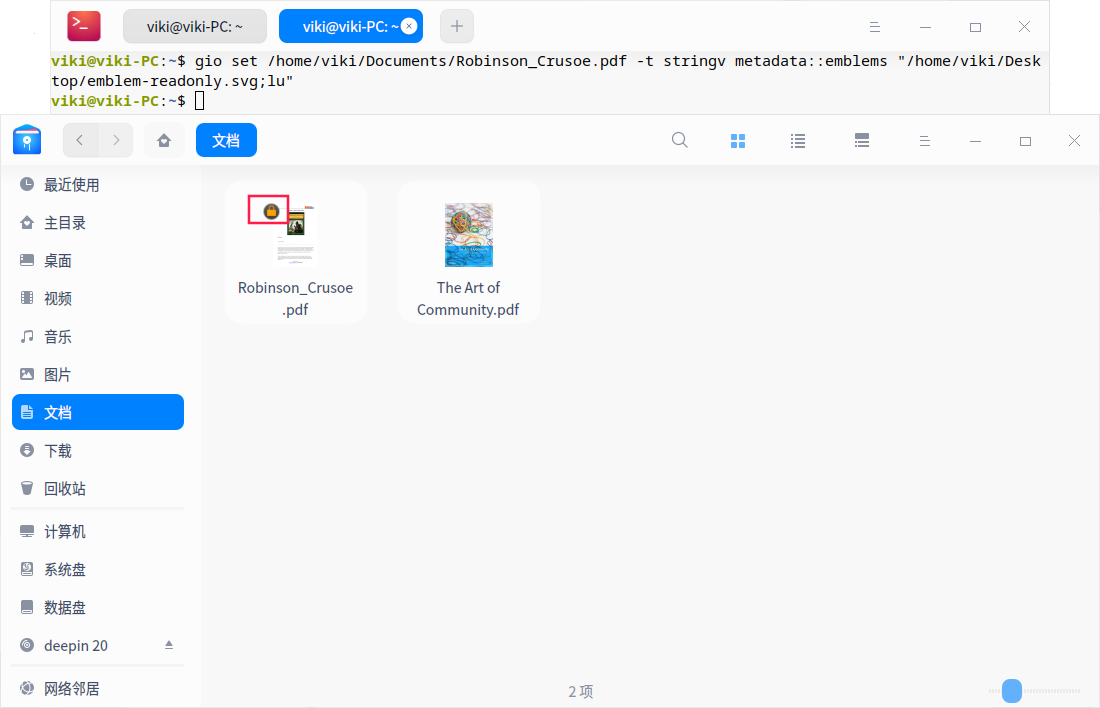 viki@viki-PC: ~
viki@viki-PC: ~
viki@viki-PC:~$ gio set /home/viki/Documents/Robinson_Crusoe.pdf -t stringv metadata::emblems "/home/viki/Desk
top/emblem-readonly.svg;lu"
viki@viki-PC:~$
文档
最近使用
主目录
桌面
视频
音乐
图片
文档
下载
回收站
计算机
系统盘
数据盘
deepin 20
网络邻居
Robinson_Crusoe
.pdf
The Art of
Community.pdf
2 项